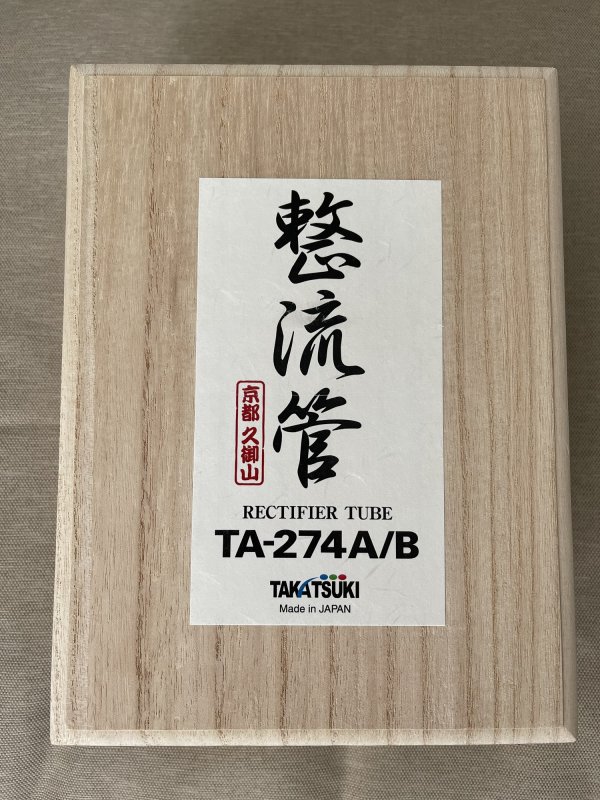 整流管
京都 久御山
RECTIFIER TUBE
TA-274A/B
TAKATSUKI
Made in JAPAN